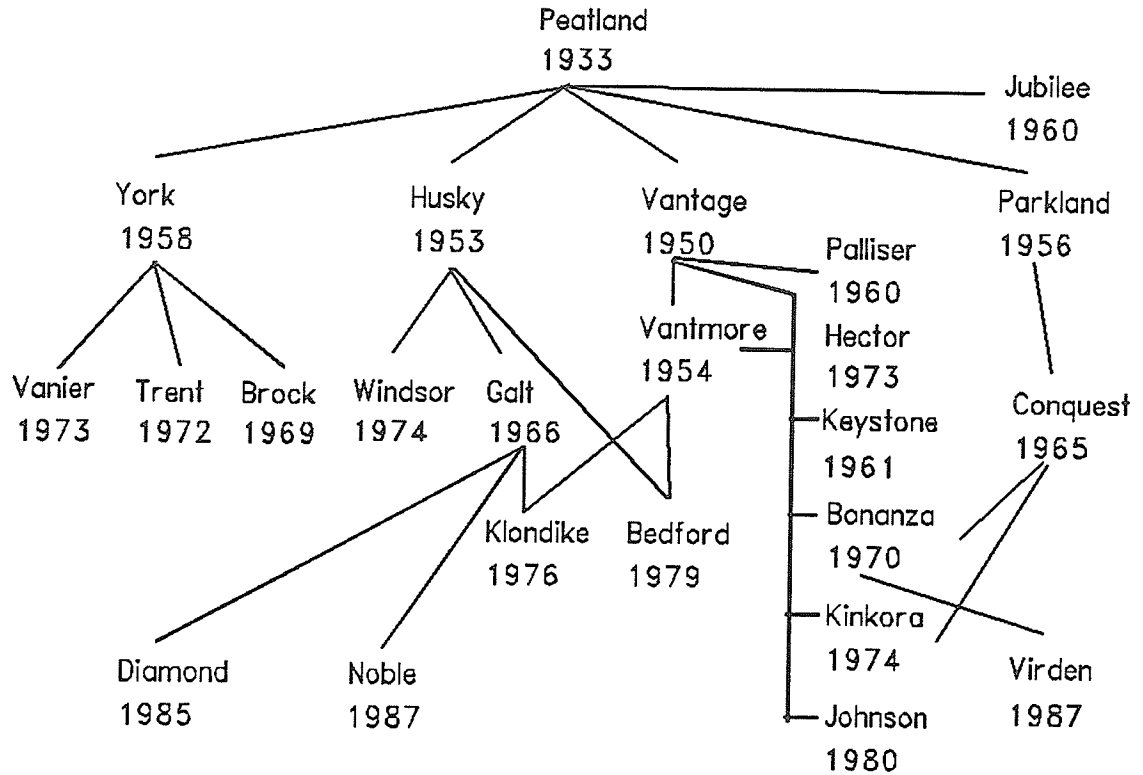 Peatland
1933
Jubilee
1960
York
1958
Husky
1953
Vantage
1950
Parkland
1956
Palliser
1960
Vantmore
1954
Hector
1973
Vanier
1973
Trent
1972
Brock
1969
Windsor
1974
Galt
1966
Keystone
1961
Conquest
1965
Klondike
1976
Bedford
1979
Bonanza
1970
Kinkora
1974
Diamond
1985
Noble
1987
Virden
1987
Johnson
1980